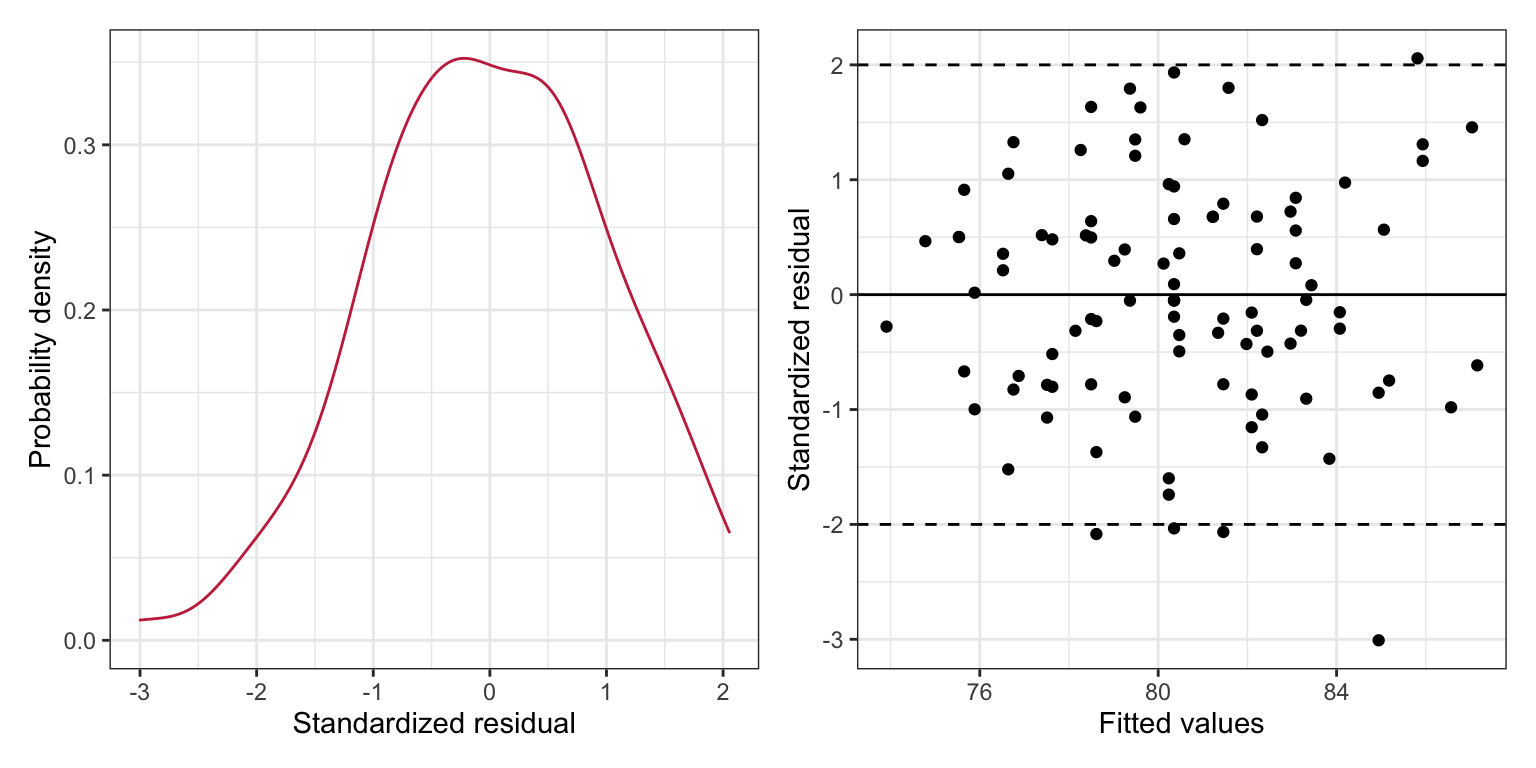 Probability density
0.3
0.2
0.1
0.0
-3 -2 -1 0 1 2
Standardized residual
Standardized residual
2
1
0
-1
-2
-3
76 80 84
Fitted values